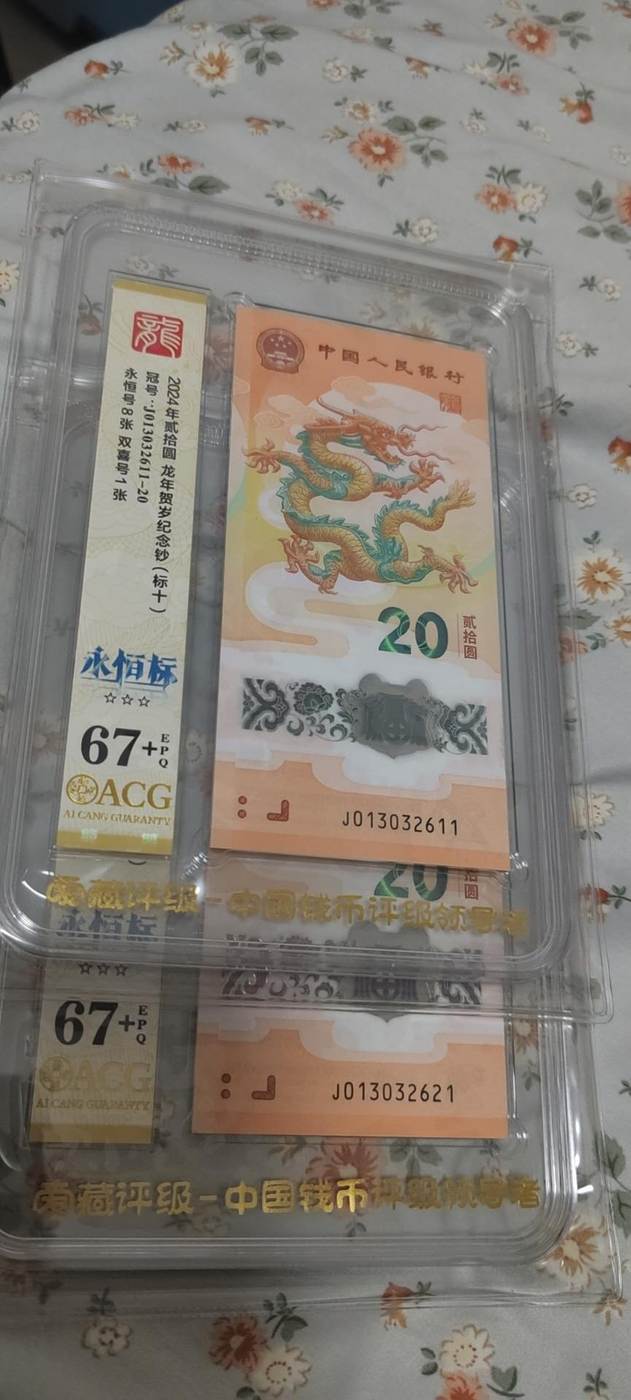 龍
2024年贰拾圆 龙年贺岁纪念钞(标十)
冠号:J013032611-20
永恒号8张 双喜号1张
永恒标
☆☆☆
67+EPQ
ACG
AI CANG GUARANTY
中國人民银行
20
贰拾圆
J013032611
爱藏评级-中国钱币评级领导者
20
拾圆
永恒标
☆☆☆
67+EPQ
ACG
AI CANG GUARANTY
J013032621
爱藏评级-中国钱币评级领导者